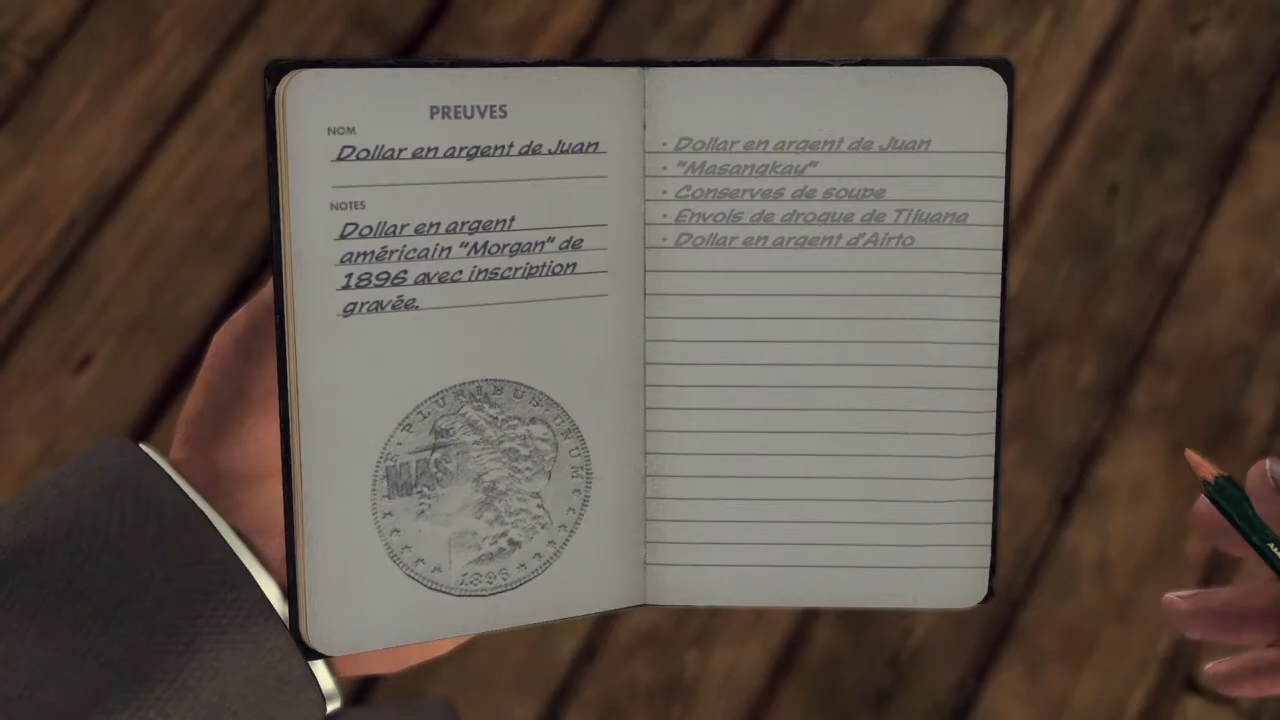 PREUVES
NOM
Dollar en argent de Juan
NOTES
Dollar en argent
américain "Morgan" de
1896 avec inscription
gravée.
E · PLURIBUS · UNUM
MAS
1896
· Dollar en argent de Juan
· "Masangkay"
· Conserves de soupe
· Envois de drogue de Tijuana
· Dollar en argent d'Airto